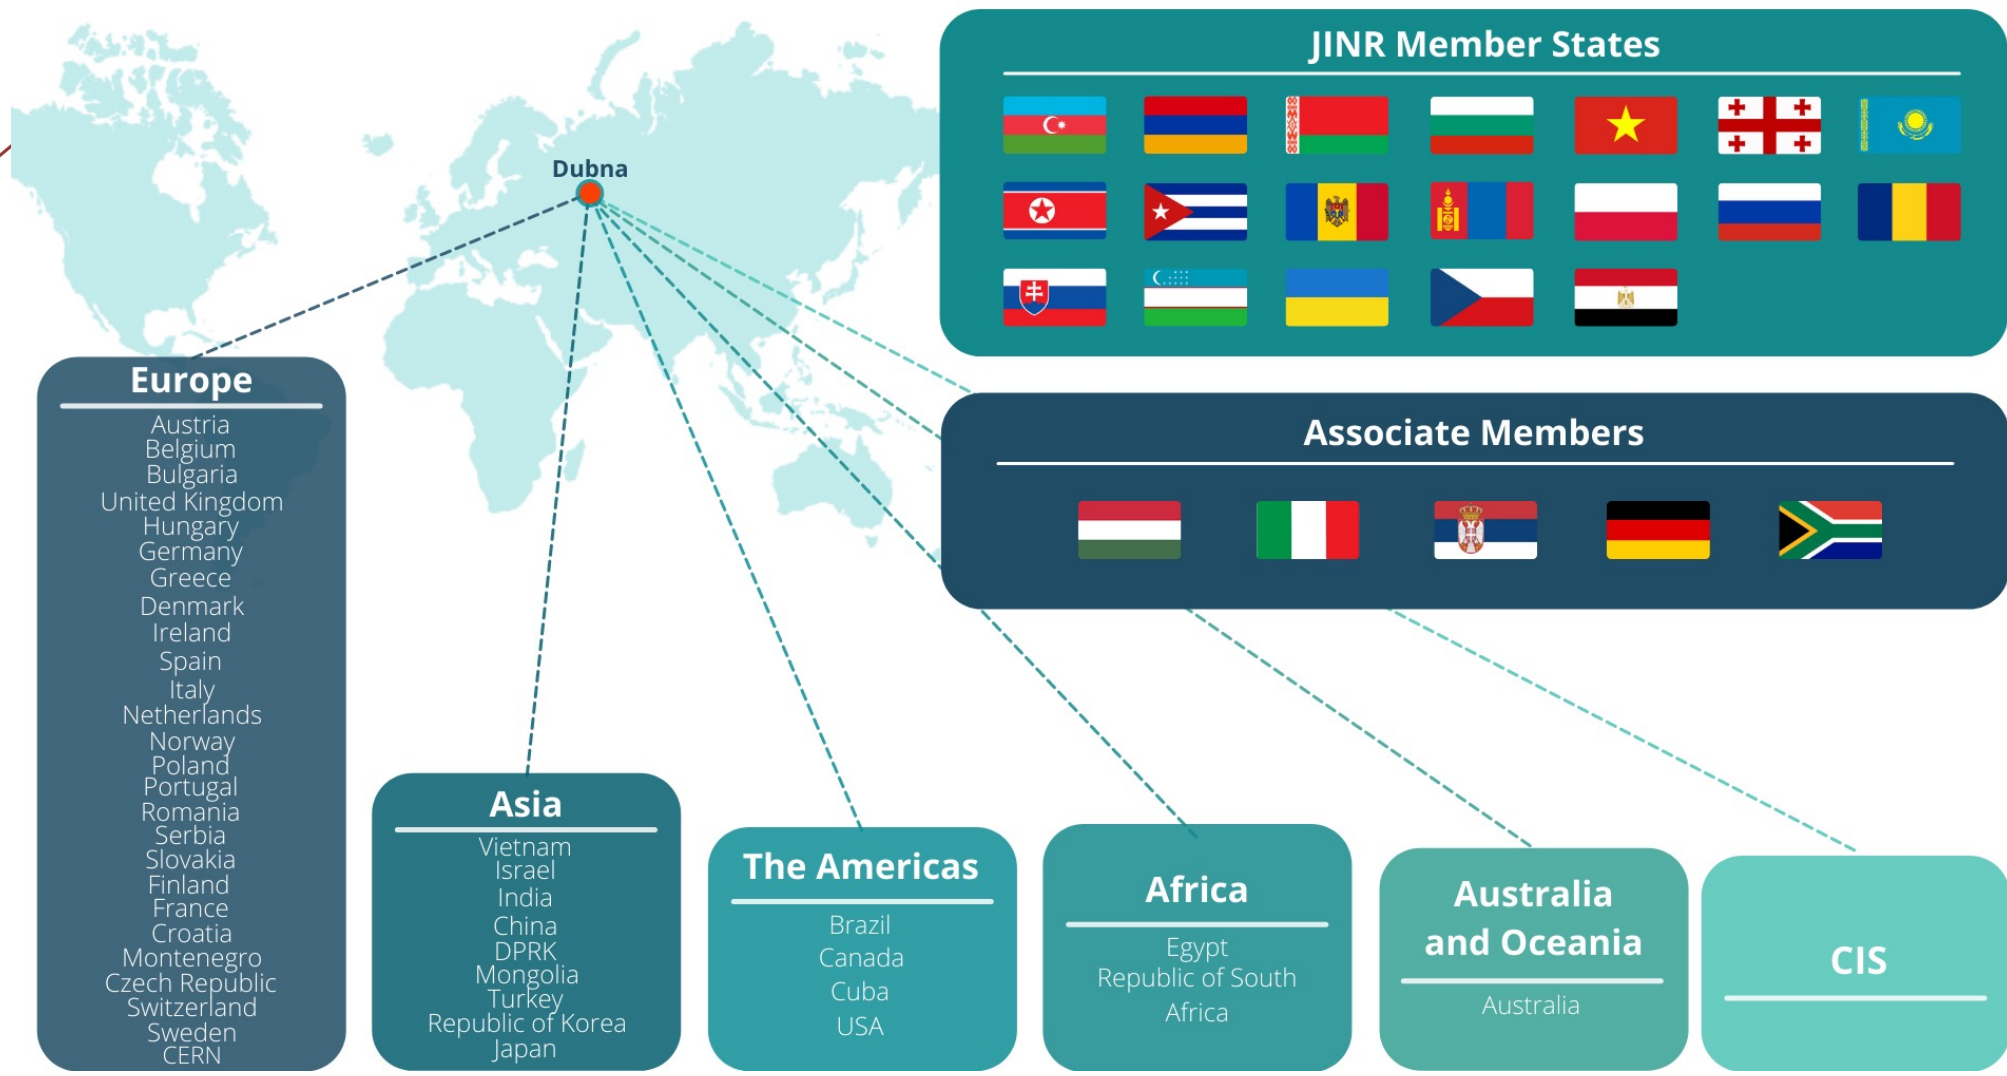 JINR Member States
Dubna
Associate Members
Europe
Austria
Belgium
Bulgaria
United Kingdom
Hungary
Germany
Greece
Denmark
Ireland
Spain
Italy
Netherlands
Norway
Poland
Portugal
Romania
Serbia
Slovakia
Finland
France
Croatia
Montenegro
Czech Republic
Switzerland
Sweden
CERN
Asia
Vietnam
Israel
India
China
DPRK
Mongolia
Turkey
Republic of Korea
Japan
The Americas
Brazil
Canada
Cuba
USA
Africa
Egypt
Republic of South
Africa
Australia
and Oceania
Australia
CIS